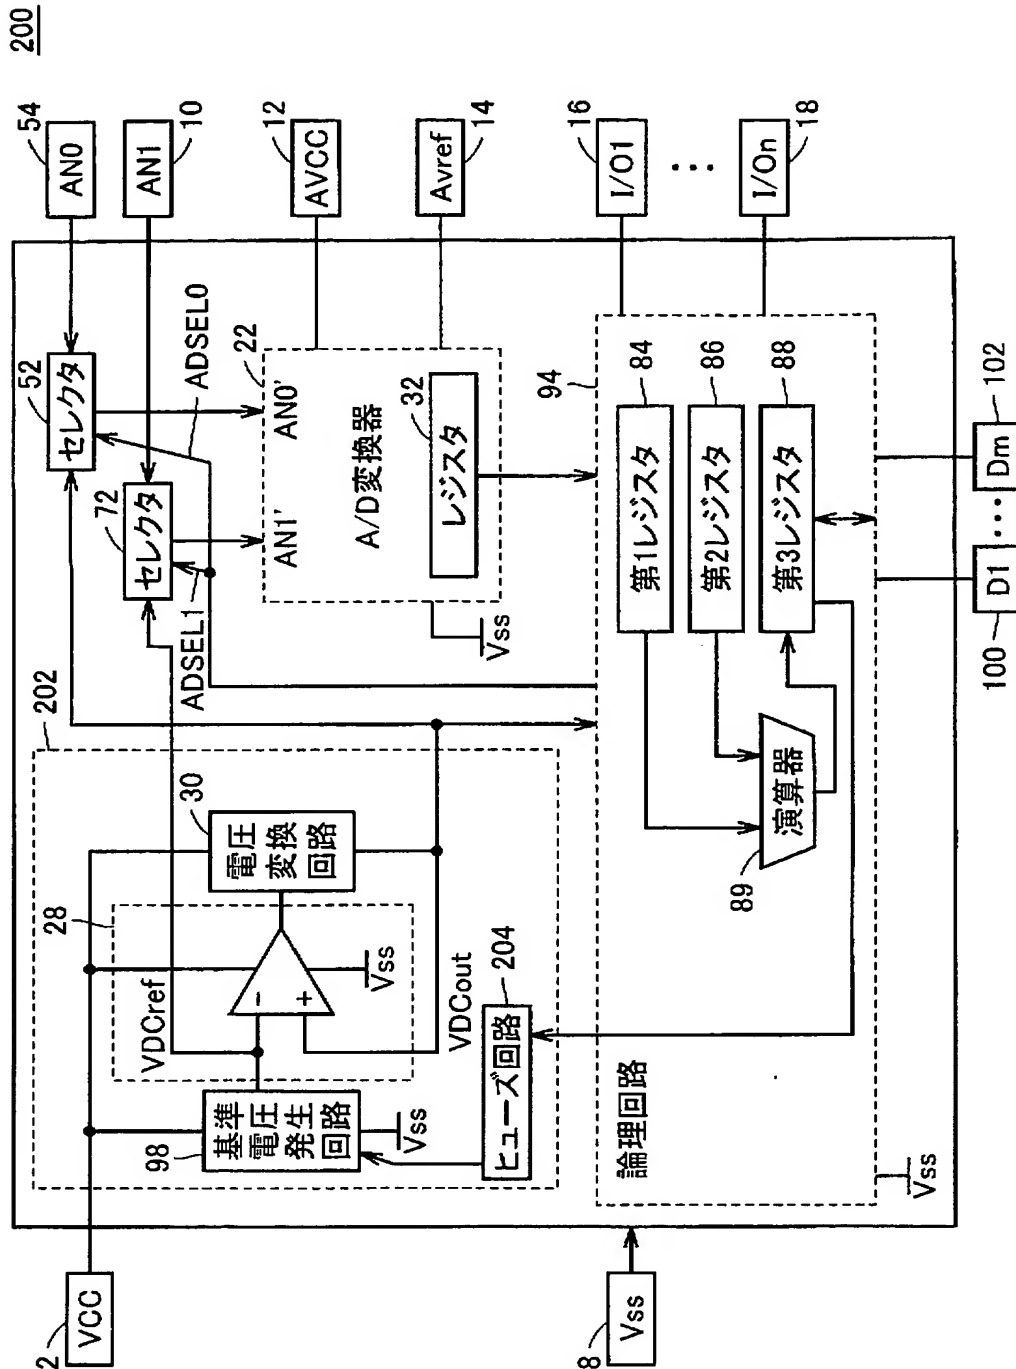 200
2
VCC
8
Vss
202
98
基準
電圧
発生
回路
Vss
VDCref
28
−
+
Vss
30
電圧
変換
回路
VDCout
ヒューズ回路
204
52
セレクタ
ADSEL0
72
セレクタ
ADSEL1
54
AN0
10
AN1
12
AVCC
14
Avref
16
I/O1
...
18
I/On
22
AN0'
AN1'
A/D変換器
32
レジスタ
Vss
94
論理回路
84
第1レジスタ
86
第2レジスタ
88
第3レジスタ
89
演算器
Vss
100
D1
...
102
Dm